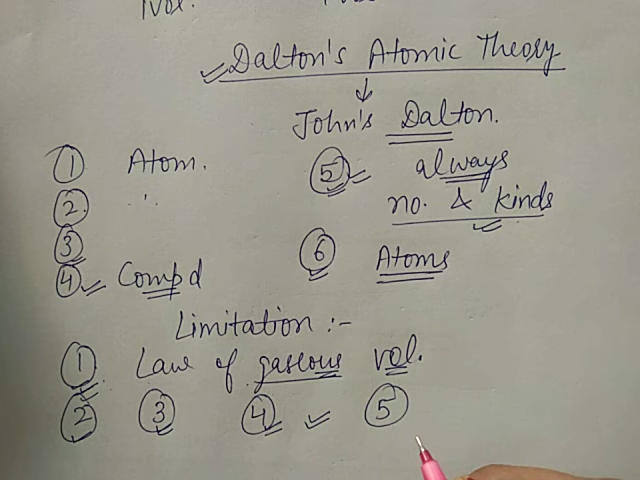 1vol.
Dalton's Atomic Theory
John's Dalton.
① Atom.
②
③
④ Compd
⑤ always
no. & kinds
⑥ Atoms
Limitation :-
① Law of gaseous vol.
② ③ ④ ⑤